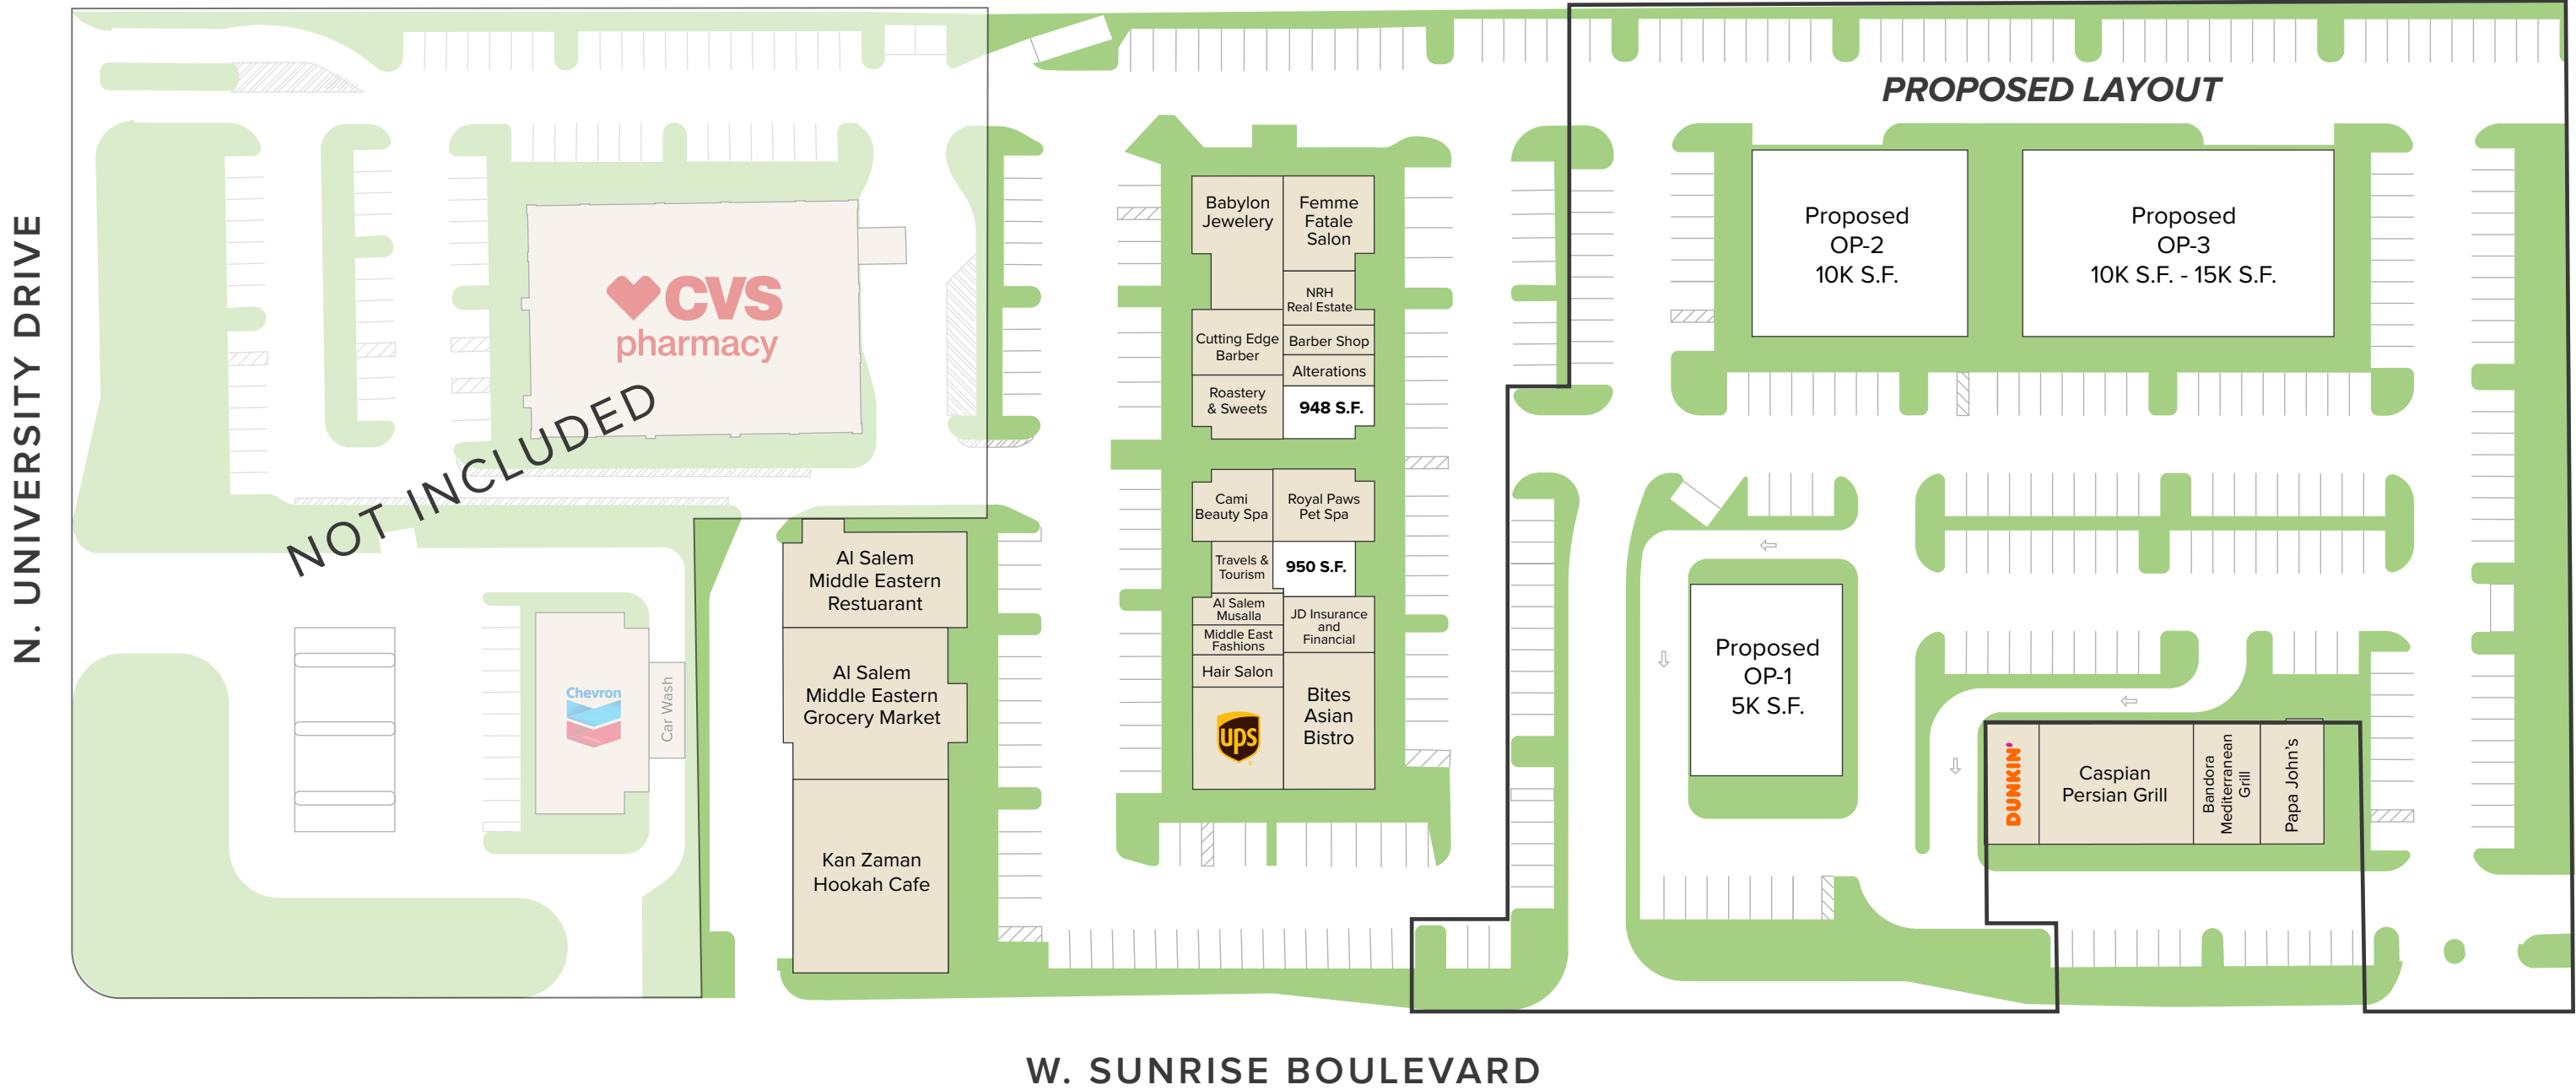 PROPOSED LAYOUT
N. UNIVERSITY DRIVE
NOT INCLUDED
CVS
pharmacy
Babylon
Jewelery
Femme
Fatale
Salon
NRH
Real Estate
Cutting Edge
Barber
Barber Shop
Alterations
Roastery
& Sweets
948 S.F.
Proposed
OP-2
10K S.F.
Proposed
OP-3
10K S.F. - 15K S.F.
Cami
Beauty Spa
Royal Paws
Pet Spa
Travels &
Tourism
950 S.F.
Al Salem
Musalla
Middle East
Fashions
Hair Salon
JD Insurance
and
Financial
ups
Bites
Asian
Bistro
Al Salem
Middle Eastern
Restuarant
Al Salem
Middle Eastern
Grocery Market
Kan Zaman
Hookah Cafe
Chevron
Car Wash
Proposed
OP-1
5K S.F.
DUNKIN'
Caspian
Persian Grill
Bandora
Mediterranean
Grill
Papa John's
W. SUNRISE BOULEVARD